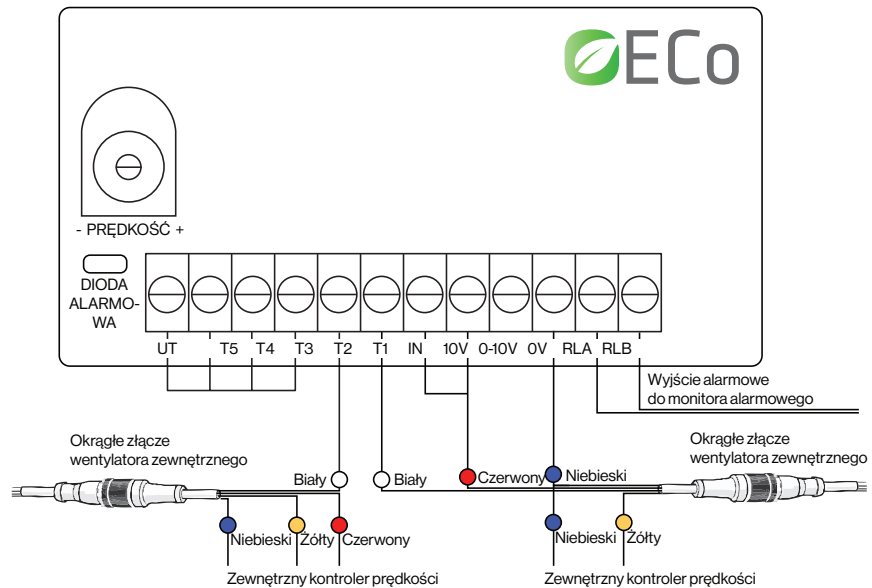 ECo
- PRĘDKOŚĆ +
DIODA
ALARMO-
WA
UT T5 T4 T3 T2 T1 IN 10V 0-10V 0V RLA RLB
Wyjście alarmowe
do monitora alarmowego
Okrągłe złącze
wentylatora zewnętrznego
Okrągłe złącze
wentylatora zewnętrznego
Biały
Biały
Czerwony
Niebieski
Niebieski
Żółty
Czerwony
Niebieski
Żółty
Zewnętrzny kontroler prędkości
Zewnętrzny kontroler prędkości